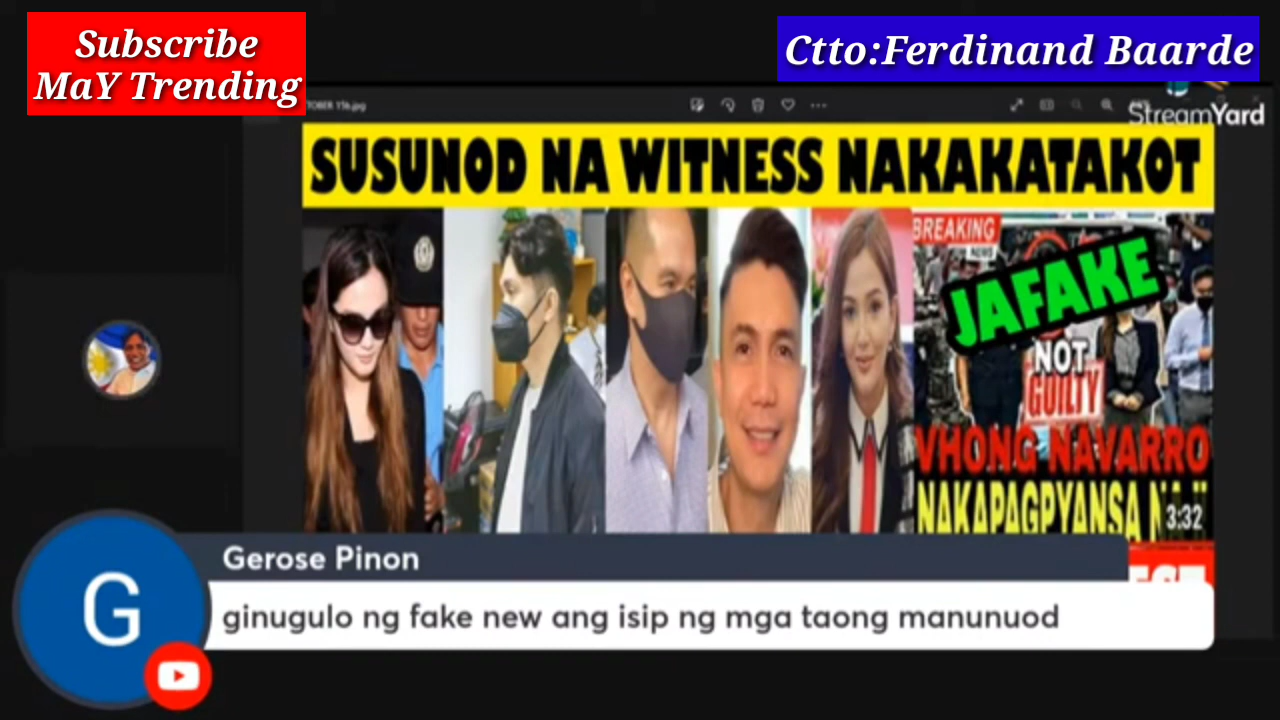 Subscribe
MaY Trending
Ctto:Ferdinand Baarde
StreamYard
SUSUNOD NA WITNESS NAKAKATAKOT
BREAKING
NEWS
JAFAKE
NOT
GUILTY
VHONG NAVARRO
NAKAPAGPYANSA
3:32
Gerose Pinon
ginugulo ng fake new ang isip ng mga taong manunuod
G